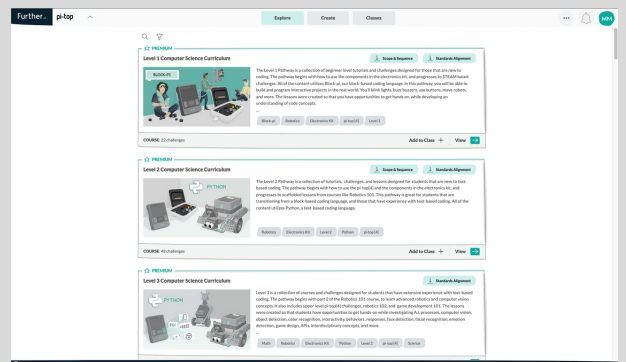 Further
pi-top
Explore
Create
Classes
MM
PREMIUM
Level 1 Computer Science Curriculum
Scope & Sequence
Standards Alignment
BLOCK-PI
The Level 1 Pathway is a collection of beginner level tutorials and challenges designed for those that are new to
coding. The pathway begins with how to use the components in the electronics kit, and progresses to STEAM based
challenges. All of the content utilizes Block-pi, our block-based coding language. In this pathway, you will be able to
build and program interactive projects in the real world. You'll blink lights, buzz buzzers, use buttons, move robots,
and more. The lessons were created so that you have opportunities to get hands on, while developing an
understanding of code concepts.
...
Block-pi
Robotics
Electronics Kit
pi-top[4]
Level 1
COURSE: 22 challenges
Add to Class +
View
PREMIUM
Level 2 Computer Science Curriculum
Scope & Sequence
Standards Alignment
PYTHON
The Level 2 Pathway is a collection of tutorials, challenges, and lessons designed for students that are new to text-
based coding. The pathway begins with how to use the pi-top[4] and the components in the electronics kit, and
progresses to scaffolded lessons from courses like Robotics 101. This pathway is great for students that are
transitioning from a block-based coding language, and those that have experience with text-based coding. All of the
content utilizes Python, a text-based coding language.
Robotics
Electronics Kit
Level 2
Python
pi-top[4]
COURSE: 48 challenges
Add to Class +
View
PREMIUM
Level 3 Computer Science Curriculum
Standards Alignment
PYTHON
Level 3 is a collection of courses and challenges designed for students that have extensive experience with text-based
coding. The pathway begins with part 2 of the Robotics 101 course, to learn advanced robotics and computer vision
concepts. It also includes upper level pi-top[4] challenges, robotics 102, and game development 101. The lessons
were created so that students have opportunities to get hands-on while investigating A.I. processes, computer vision,
object detection, color recognition, interactivity, behaviors, responses, face detection, facial recognition, emotion
detection, game design, APIs, interdisciplinary concepts, and more.
...
Math
Robotics
Electronics Kit
Python
Level 3
pi-top[4]
Science